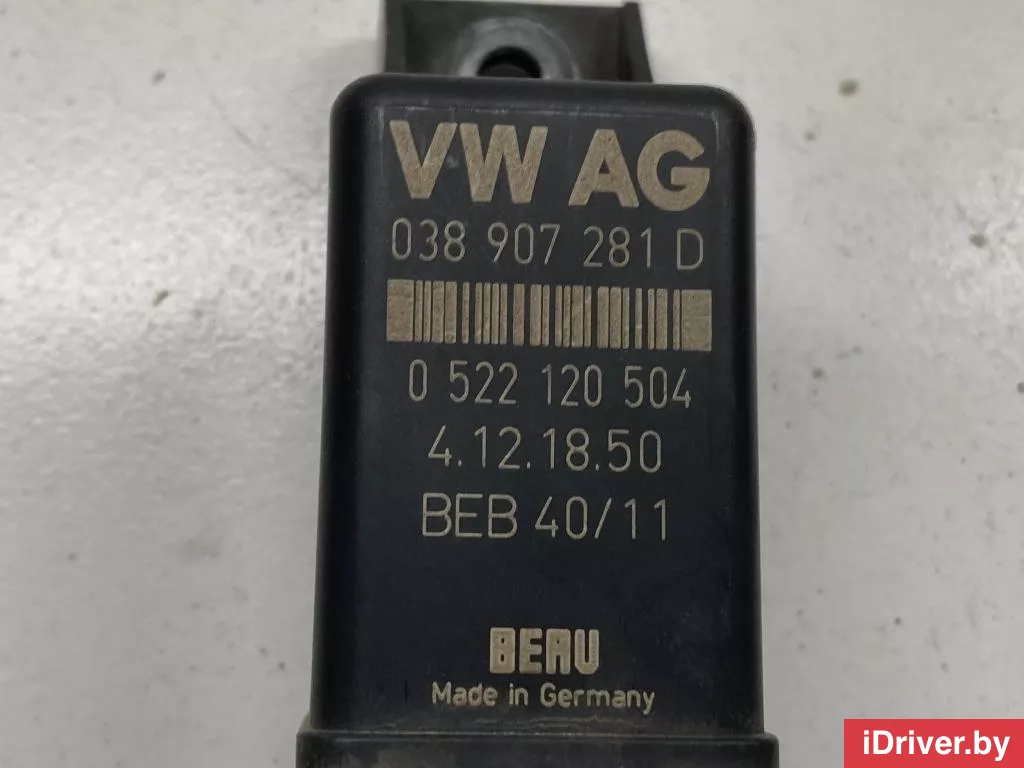 VW AG
038 907 281 D
0 522 120 504
4.12.18.50
BEB 40/11
BERU
Made in Germany
iDriver.by